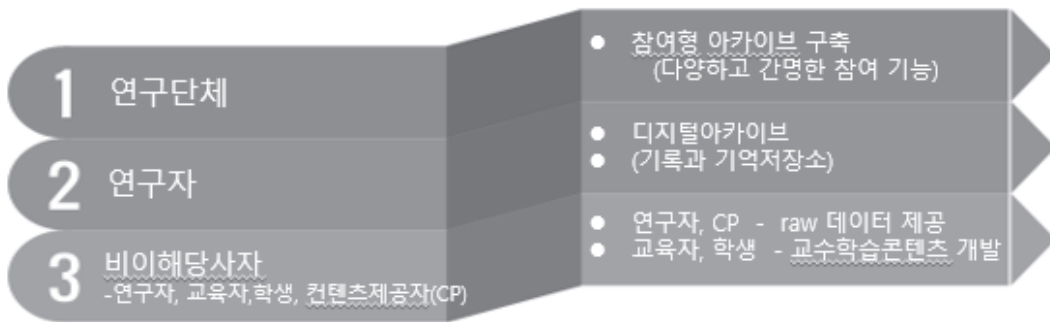 1 연구단체
● 참여형 아카이브 구축
(다양하고 간명한 참여 기능)
2 연구자
● 디지털아카이브
● (기록과 기억저장소)
3 비이해당사자
-연구자, 교육자,학생, 컨텐츠제공자(CP)
● 연구자, CP - raw 데이터 제공
● 교육자, 학생 - 교수학습콘텐츠 개발